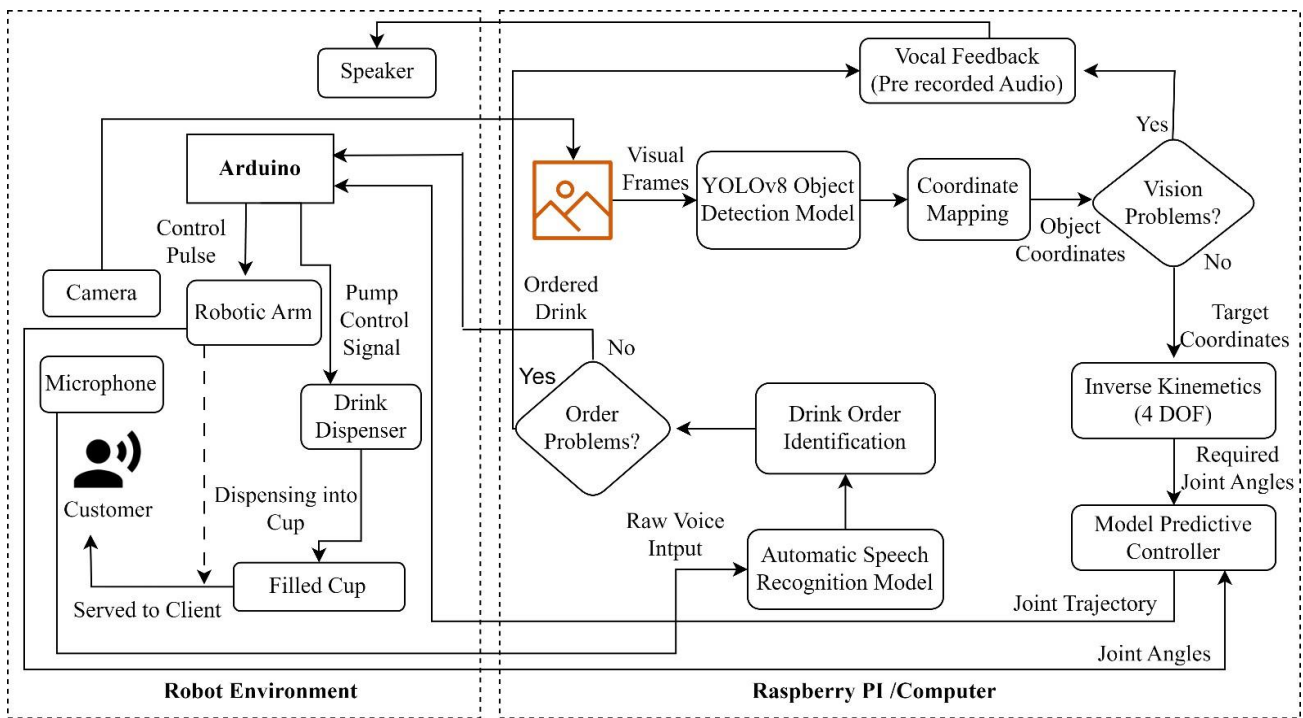 Speaker
Vocal Feedback
(Pre recorded Audio)
Arduino
Visual
Frames
YOLOv8 Object
Detection Model
Coordinate
Mapping
Object
Coordinates
Yes
Vision
Problems?
No
Control
Pulse
Camera
Robotic Arm
Pump
Control
Signal
Ordered
Drink
No
Yes
Target
Coordinates
Microphone
Drink
Dispenser
Order
Problems?
Drink Order
Identification
Inverse Kinemetics
(4 DOF)
Required
Joint Angles
Customer
Dispensing into
Cup
Raw Voice
Intput
Automatic Speech
Recognition Model
Model Predictive
Controller
Filled Cup
Served to Client
Joint Trajectory
Joint Angles
Robot Environment
Raspberry PI /Computer